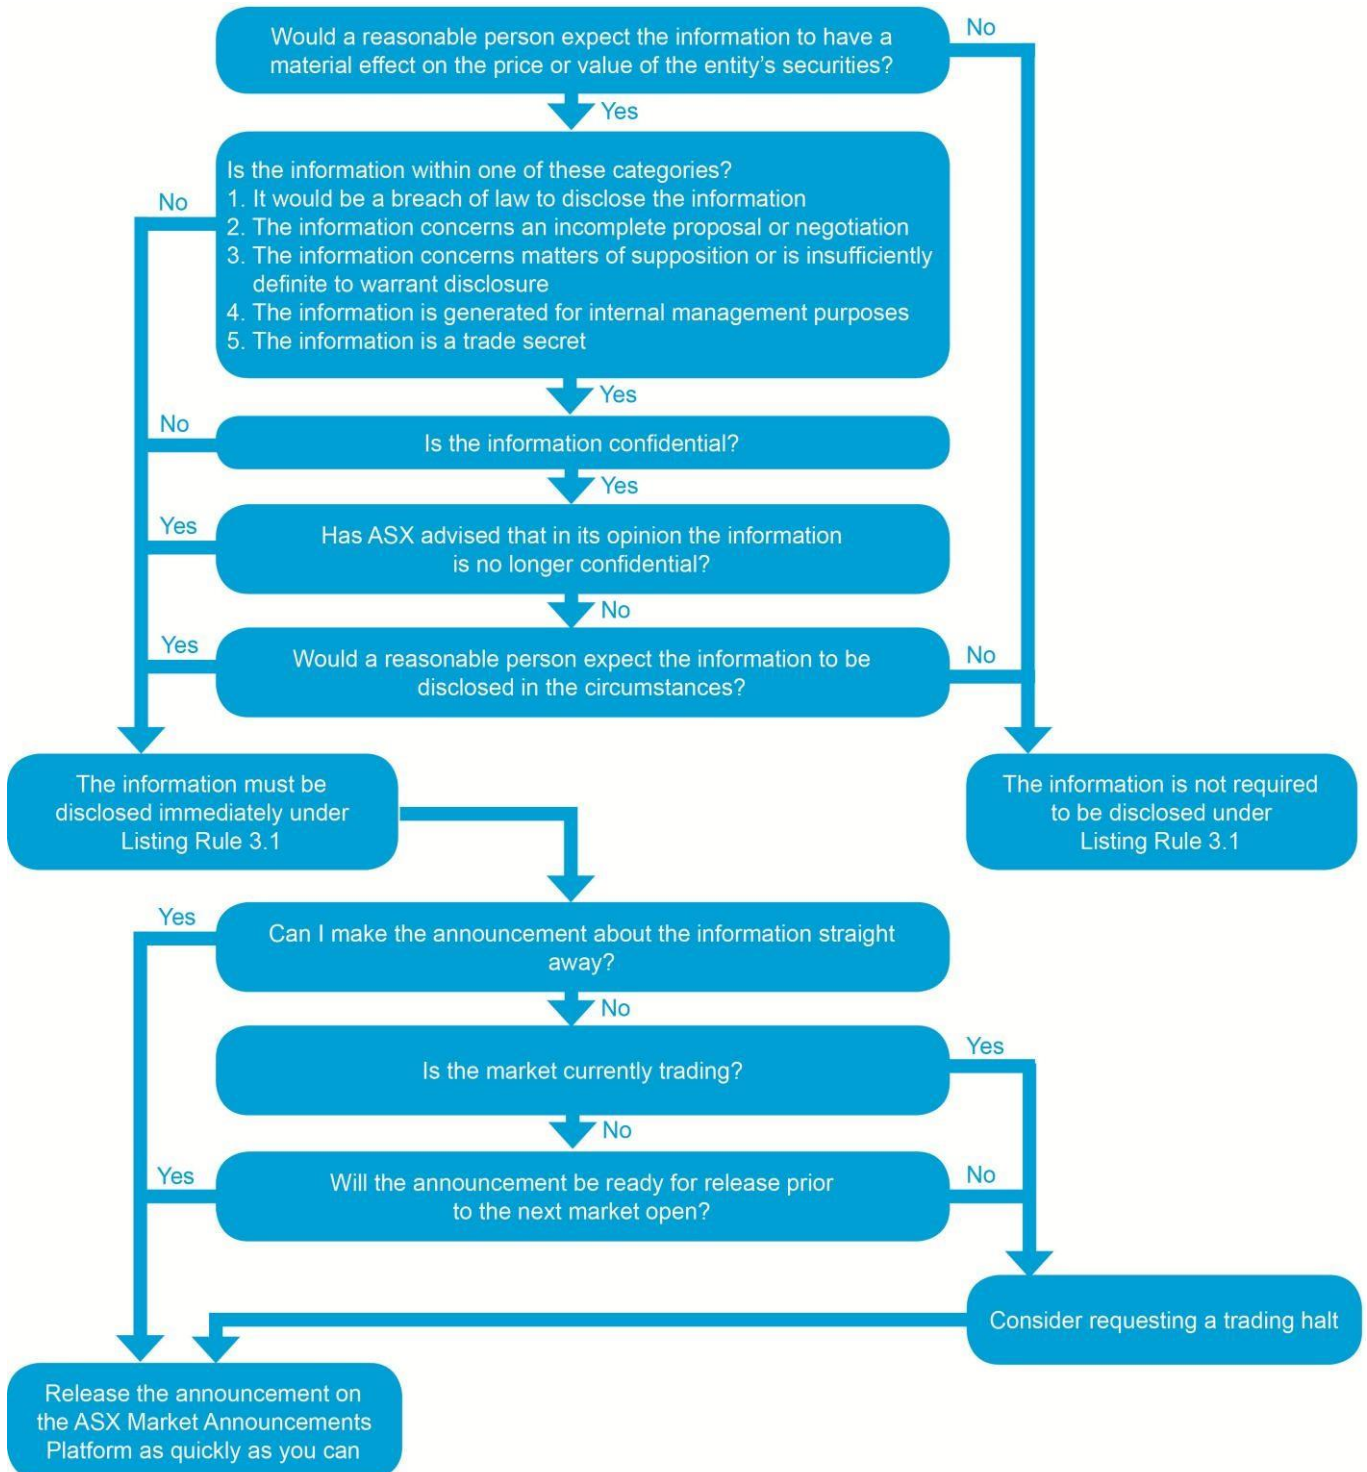 Would a reasonable person expect the information to have a
material effect on the price or value of the entity’s securities?
No
Yes
Is the information within one of these categories?
1. It would be a breach of law to disclose the information
2. The information concerns an incomplete proposal or negotiation
3. The information concerns matters of supposition or is insufficiently
definite to warrant disclosure
4. The information is generated for internal management purposes
5. The information is a trade secret
No
Yes
Is the information confidential?
No
Yes
Has ASX advised that in its opinion the information
is no longer confidential?
Yes
No
Would a reasonable person expect the information to be
disclosed in the circumstances?
Yes
No
The information must be
disclosed immediately under
Listing Rule 3.1
The information is not required
to be disclosed under
Listing Rule 3.1
Can I make the announcement about the information straight
away?
Yes
No
Is the market currently trading?
Yes
No
Will the announcement be ready for release prior
to the next market open?
Yes
No
Consider requesting a trading halt
Release the announcement on
the ASX Market Announcements
Platform as quickly as you can